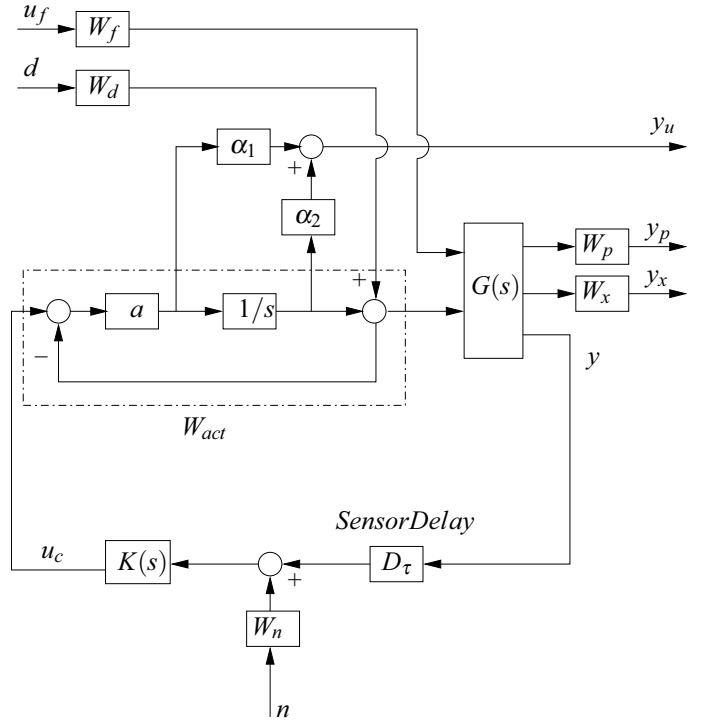 u_f
W_f
d
W_d
y_u
α_1
+
α_2
W_p
y_p
G(s)
W_x
y_x
+
a
1/s
−
y
W_act
SensorDelay
u_c
K(s)
+
D_τ
W_n
n